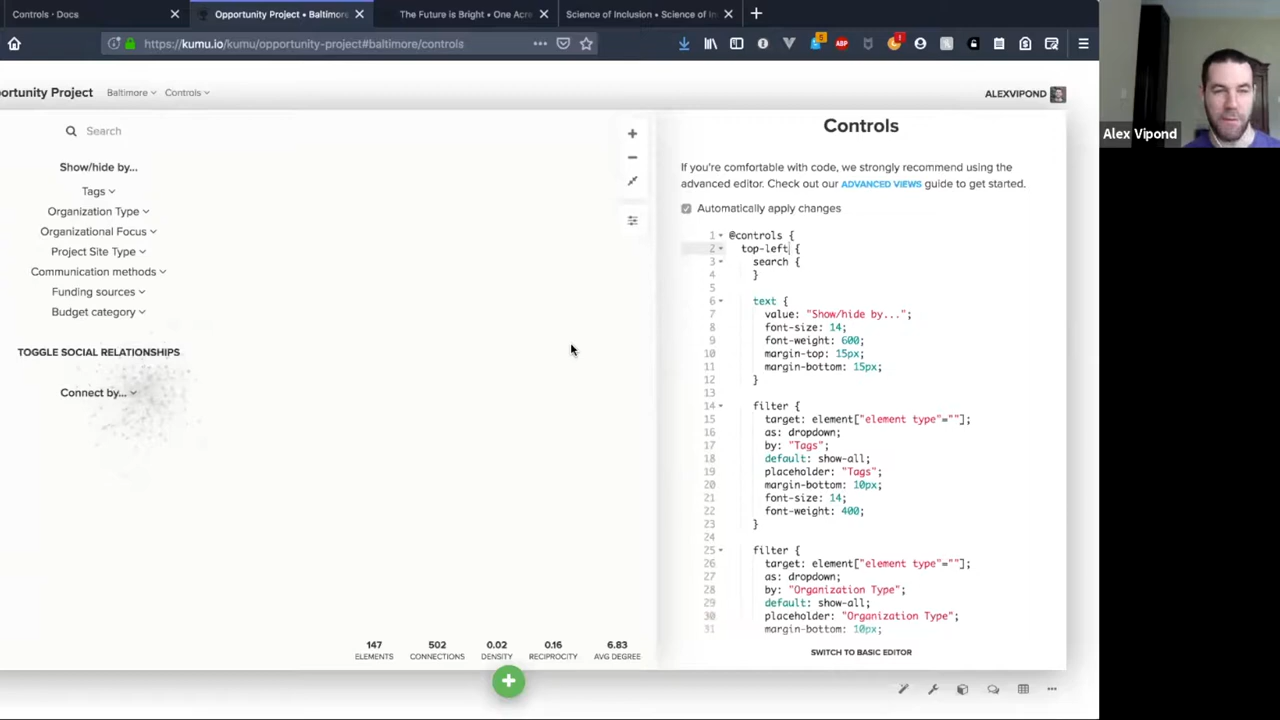 Controls · Docs
Opportunity Project • Baltimore
The Future is Bright • One Acre
Science of Inclusion • Science of In
https://kumu.io/kumu/opportunity-project#baltimore/controls
5
ABP
!
ortunity Project
Baltimore
Controls
ALEXVIPOND
Alex Vipond
Search
Show/hide by...
Tags
Organization Type
Organizational Focus
Project Site Type
Communication methods
Funding sources
Budget category
TOGGLE SOCIAL RELATIONSHIPS
Connect by...
147
ELEMENTS
502
CONNECTIONS
0.02
DENSITY
0.16
RECIPROCITY
6.83
AVG DEGREE
Controls
If you're comfortable with code, we strongly recommend using the
advanced editor. Check out our ADVANCED VIEWS guide to get started.
Automatically apply changes
1 @controls {
2 top-left {
3 search {
4 }
5
6 text {
7 value: "Show/hide by...";
8 font-size: 14;
9 font-weight: 600;
10 margin-top: 15px;
11 margin-bottom: 15px;
12 }
13
14 filter {
15 target: element["element type"=""];
16 as: dropdown;
17 by: "Tags";
18 default: show-all;
19 placeholder: "Tags";
20 margin-bottom: 10px;
21 font-size: 14;
22 font-weight: 400;
23 }
24
25 filter {
26 target: element["element type"=""];
27 as: dropdown;
28 by: "Organization Type";
29 default: show-all;
30 placeholder: "Organization Type";
31 margin-bottom: 10px;
SWITCH TO BASIC EDITOR